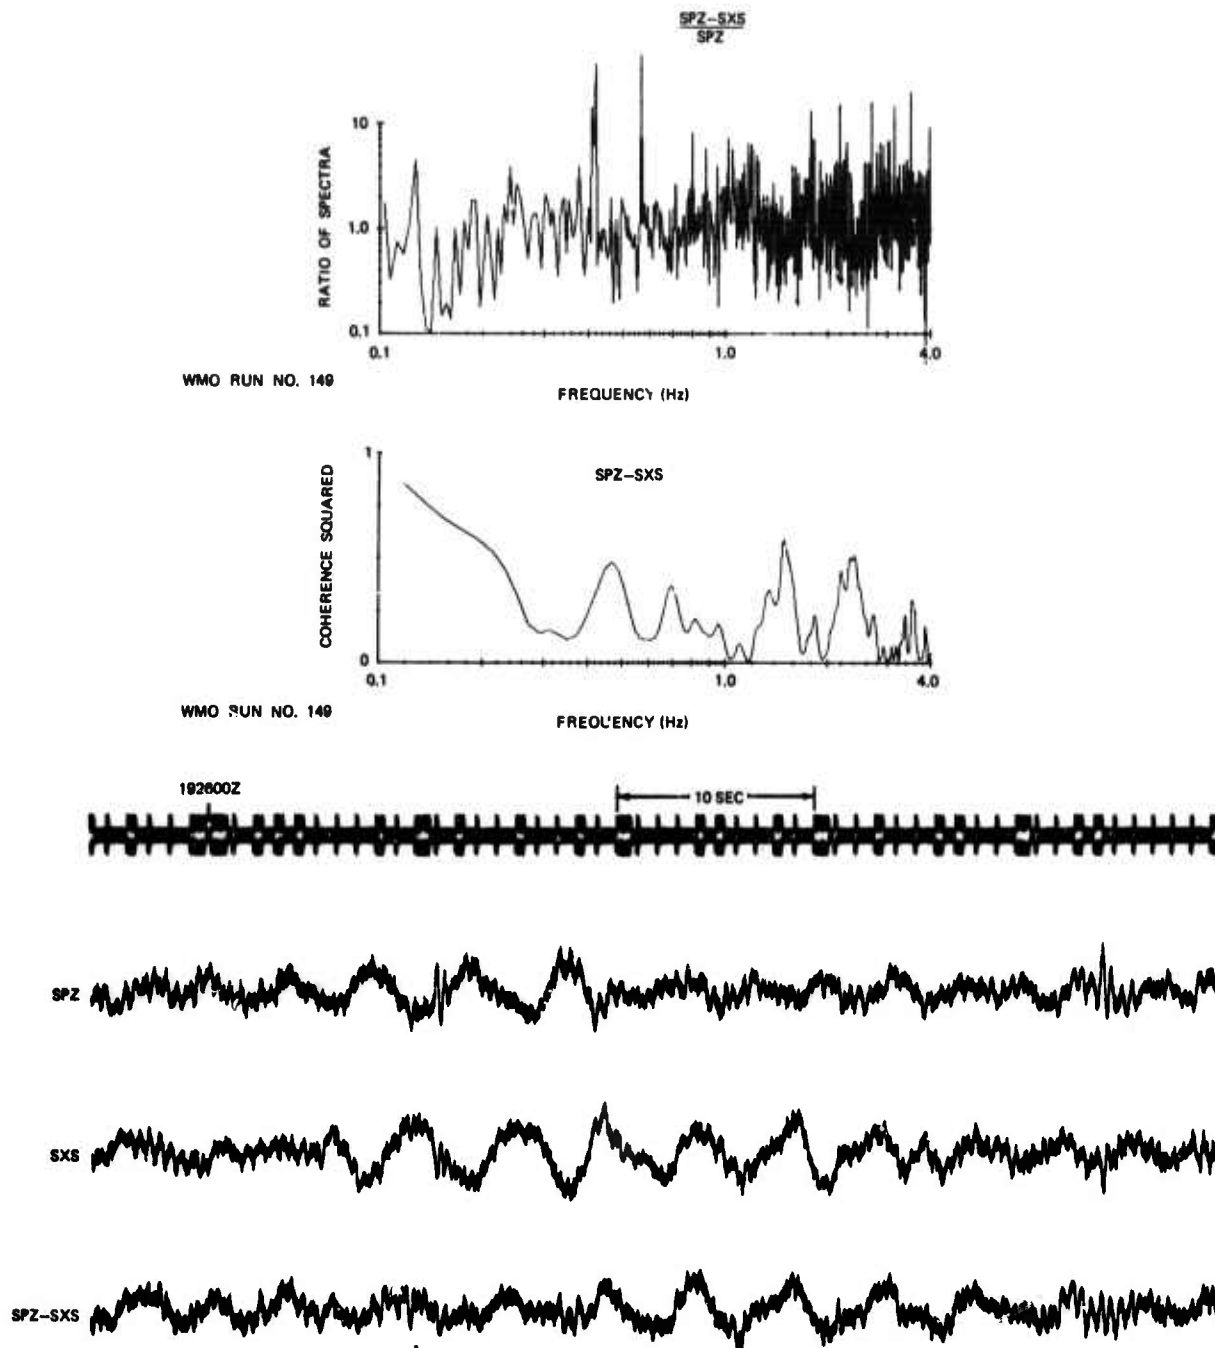 SPZ-SXS
SPZ
10
1.0
0.1
RATIO OF SPECTRA
0.1 1.0 4.0
WMO RUN NO. 149
FREQUENCY (Hz)
1
SPZ-SXS
COHERENCE SQUARED
0
0.1 1.0 4.0
WMO RUN NO. 149
FREQUENCY (Hz)
192600Z
10 SEC
SPZ
SXS
SPZ-SXS